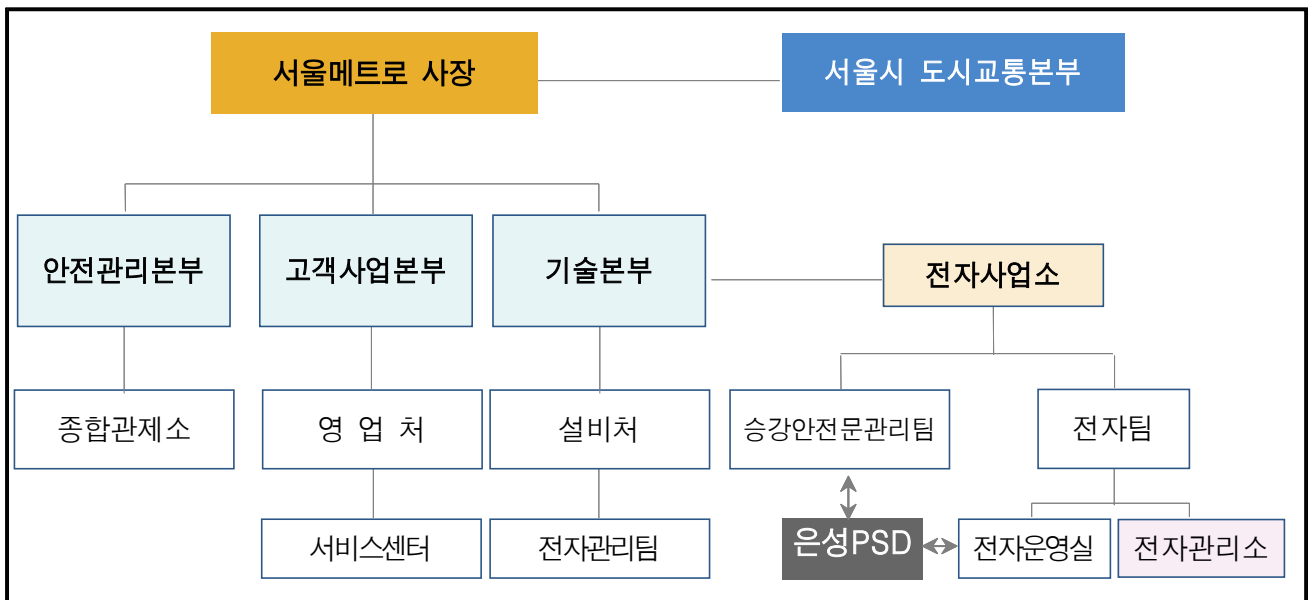 서울메트로 사장
서울시 도시교통본부
안전관리본부
고객사업본부
기술본부
전자사업소
종합관제소
영 업 처
설비처
승강안전문관리팀
전자팀
서비스센터
전자관리팀
은성PSD
전자운영실
전자관리소